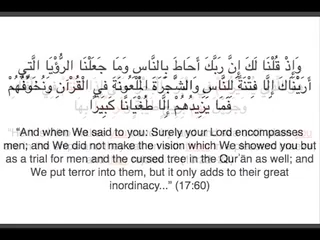 وَإِذْ قُلْنَا لَكَ إِنَّ رَبَّكَ أَحَاطَ بِالنَّاسِ وَمَا جَعَلْنَا الرُّؤْيَا الَّتِي
أَرَيْنَاكَ إِلَّا فِتْنَةً لِلنَّاسِ وَالشَّجَرَةَ الْمَلْعُونَةَ فِي الْقُرْآنِ وَنُخَوِّفُهُمْ
فَمَا يَزِيدُهُمْ إِلَّا طُغْيَانًا كَبِيرًا
"And when We said to you: Surely your Lord encompasses
men; and We did not make the vision which We showed you but
as a trial for men and the cursed tree in the Qur`ān as well; and
We put terror into them, but it only adds to their great
inordinacy..." (17:60)